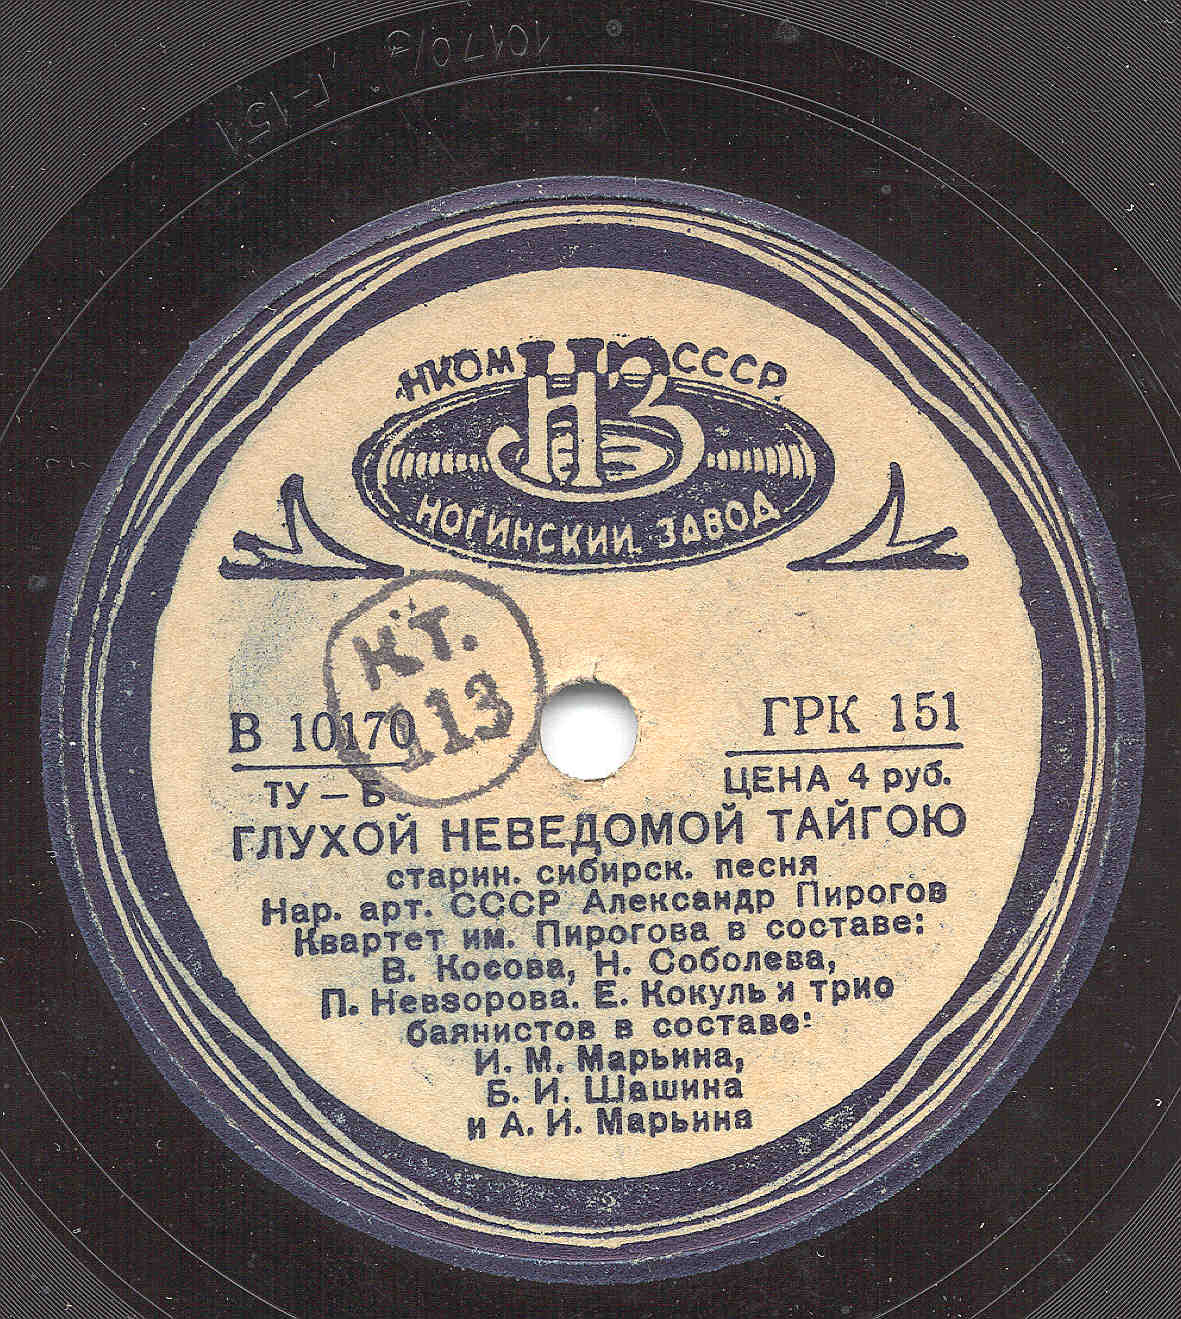 10170/3
Г-151
НКОМ СССР
НЗ
НОГИНСКИЙ ЗАВОД
КТ.
113
В 10170
ГРК 151
ТУ – Б
ЦЕНА 4 руб.
ГЛУХОЙ НЕВЕДОМОЙ ТАЙГОЮ
старин. сибирск. песня
Нар. арт. СССР Александр Пирогов
Квартет им. Пирогова в составе:
В. Косова, Н. Соболева,
П. Невзорова. Е. Кокуль и трио
баянистов в составе:
И. М. Марьина,
Б. И. Шашина
и А. И. Марьина